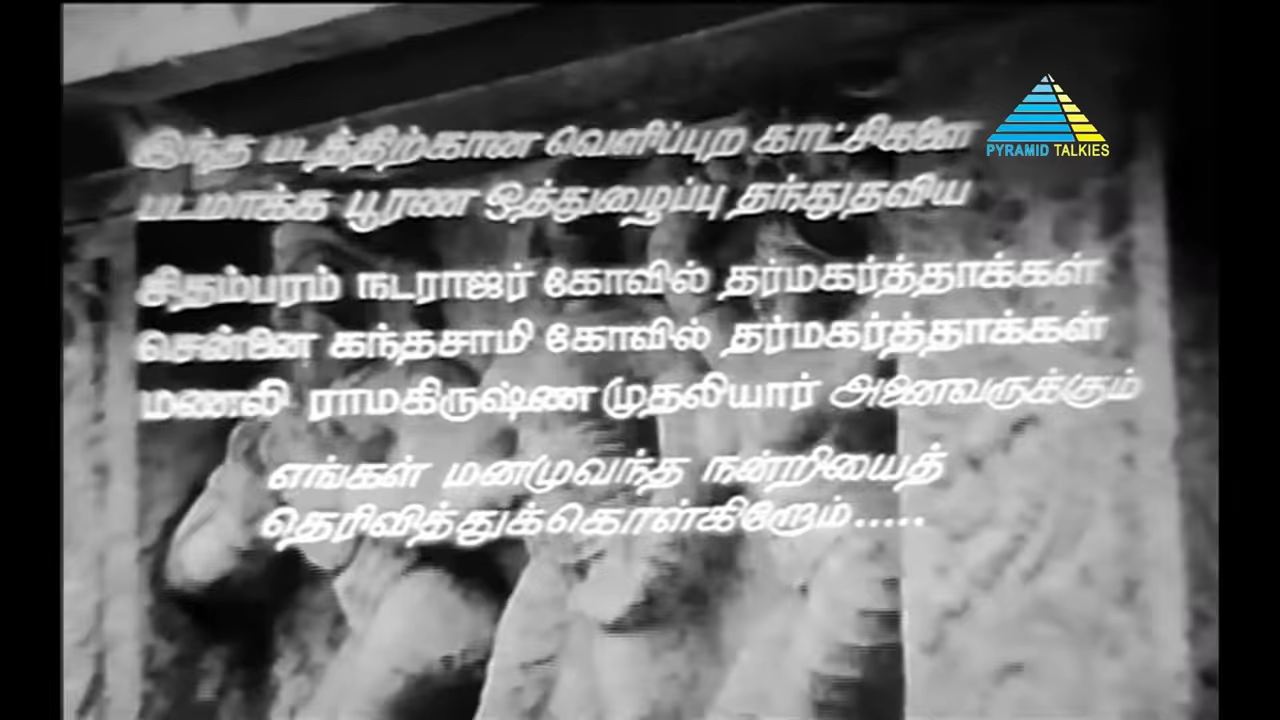 இந்த படத்திற்கான வெளிப்புற காட்சிகளை
படமாக்க பூரண ஒத்துழைப்பு தந்துதவிய
சிதம்பரம் நடராஜர் கோவில் தர்மகர்த்தாக்கள்
சென்னை கந்தசாமி கோவில் தர்மகர்த்தாக்கள்
மணலி ராமகிருஷ்ண முதலியார் அனைவருக்கும்
எங்கள் மனமுவந்த நன்றியைத்
தெரிவித்துக்கொள்கிறோம்.....
PYRAMID TALKIES